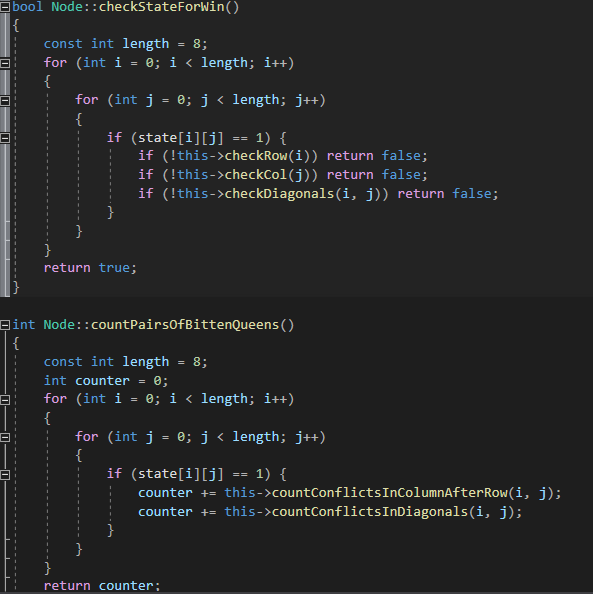 bool Node::checkStateForWin()
{
    const int length = 8;
    for (int i = 0; i < length; i++)
    {
        for (int j = 0; j < length; j++)
        {
            if (state[i][j] == 1) {
                if (!this->checkRow(i)) return false;
                if (!this->checkCol(j)) return false;
                if (!this->checkDiagonals(i, j)) return false;
            }
        }
    }
    return true;
}
int Node::countPairsOfBittenQueens()
{
    const int length = 8;
    int counter = 0;
    for (int i = 0; i < length; i++)
    {
        for (int j = 0; j < length; j++)
        {
            if (state[i][j] == 1) {
                counter += this->countConflictsInColumnAfterRow(i, j);
                counter += this->countConflictsInDiagonals(i, j);
            }
        }
    }
    return counter;